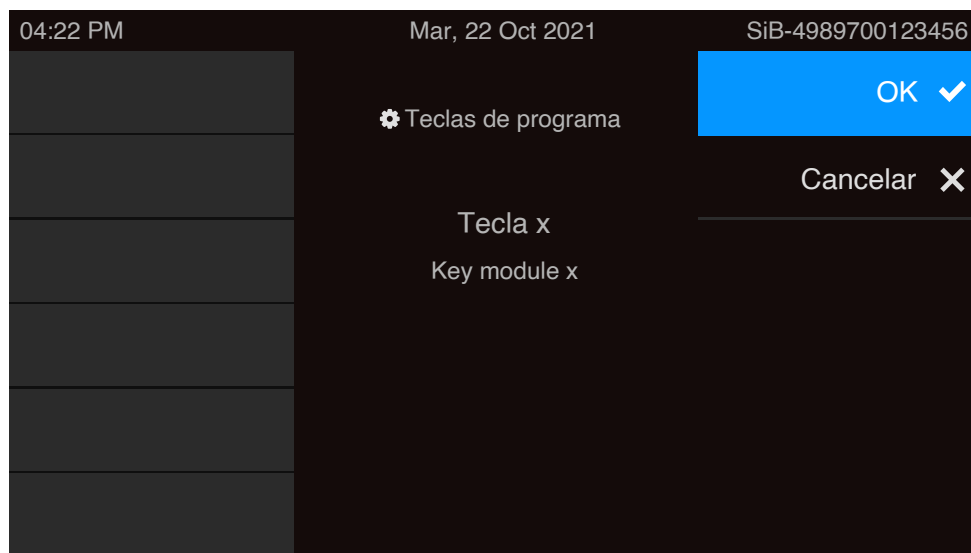 04:22 PM Mar, 22 Oct 2021 SiB-4989700123456
OK
Teclas de programa
Cancelar
Tecla x
Key module x